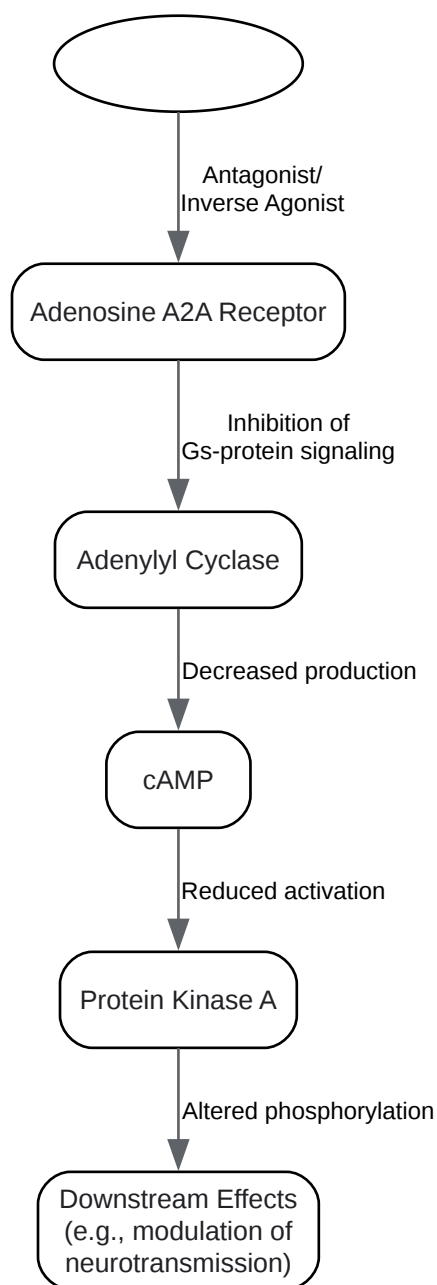 Antagonist/
Inverse Agonist
Adenosine A2A Receptor
Inhibition of
Gs-protein signaling
Adenylyl Cyclase
Decreased production
cAMP
Reduced activation
Protein Kinase A
Altered phosphorylation
Downstream Effects
(e.g., modulation of
neurotransmission)